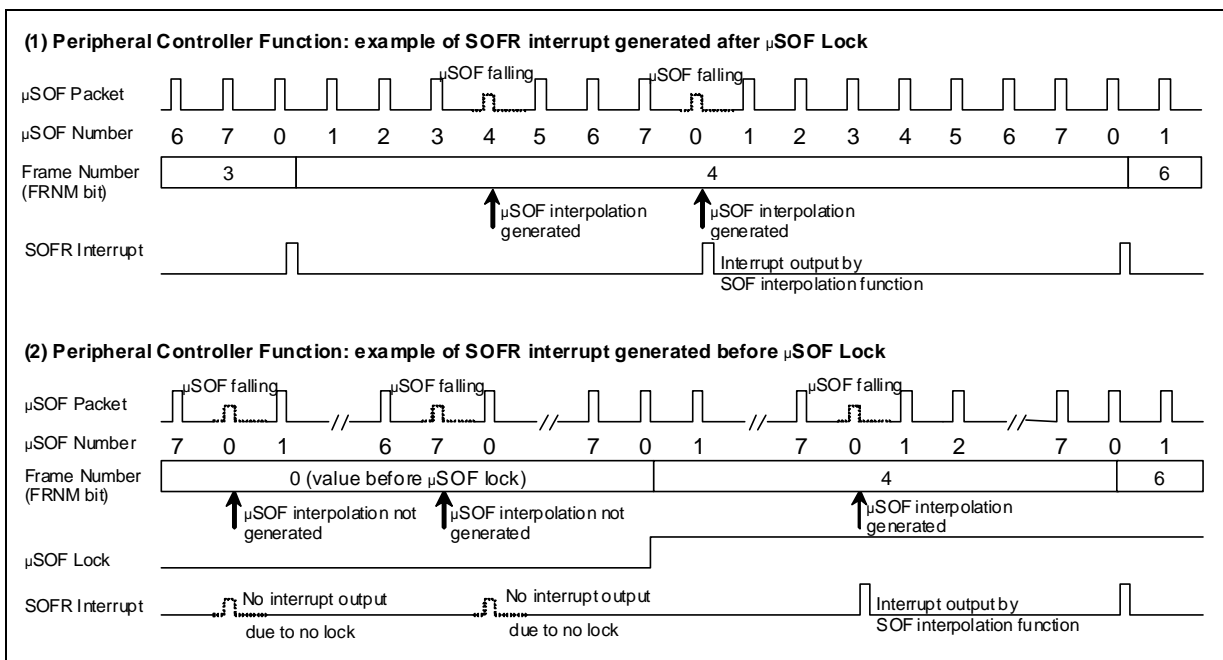 (1) Peripheral Controller Function: example of SOFR interrupt generated after µSOF Lock
µSOF falling µSOF falling
µSOF Packet
µSOF Number 6 7 0 1 2 3 4 5 6 7 0 1 2 3 4 5 6 7 0 1
Frame Number 3 4 6
(FRNM bit)
µSOF interpolation µSOF interpolation
generated generated
SOFR Interrupt
Interrupt output by
SOF interpolation function
(2) Peripheral Controller Function: example of SOFR interrupt generated before µSOF Lock
µSOF falling µSOF falling µSOF falling
µSOF Packet
// // // //
µSOF Number 7 0 1 6 7 0 7 0 1 7 0 1 2 7 0 1
Frame Number 0 (value before µSOF lock) 4 6
(FRNM bit)
µSOF interpolation not µSOF interpolation not µSOF interpolation
generated generated generated
µSOF Lock
SOFR Interrupt No interrupt output No interrupt output Interrupt output by
due to no lock due to no lock SOF interpolation function